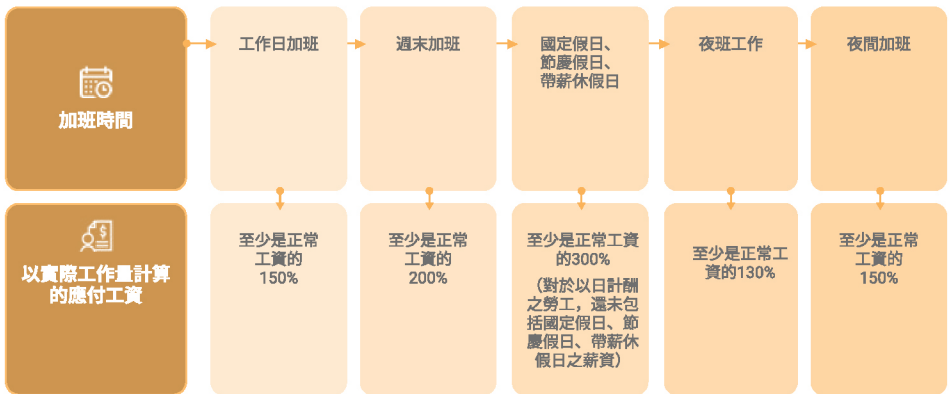 加班時間
工作日加班
週末加班
國定假日、
節慶假日、
帶薪休假日
夜班工作
夜間加班
以實際工作量計算
的應付工資
至少是正常
工資的
150%
至少是正常
工資的
200%
至少是正常工資
的300%
（對於以日計酬
之勞工，還未包
括國定假日、節
慶假日、帶薪休
假日之薪資）
至少是正常工
資的130%
至少是正常
工資的
150%